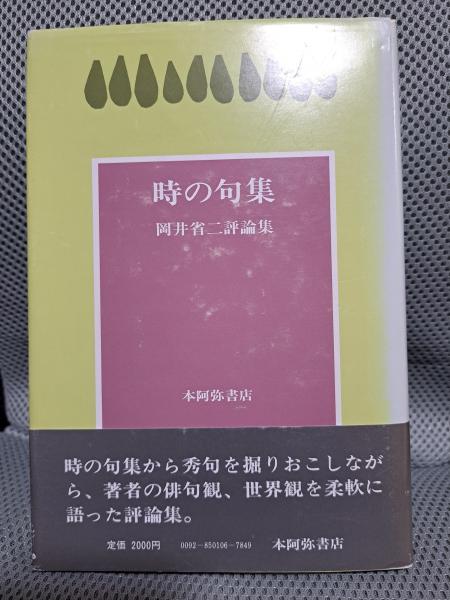 時の句集
岡井省二評論集
本阿弥書店
時の句集から秀句を掘りおこしなが
ら、著者の俳句観、世界観を柔軟に
語った評論集。
定価 2000円 0092-850106-7849 本阿弥書店